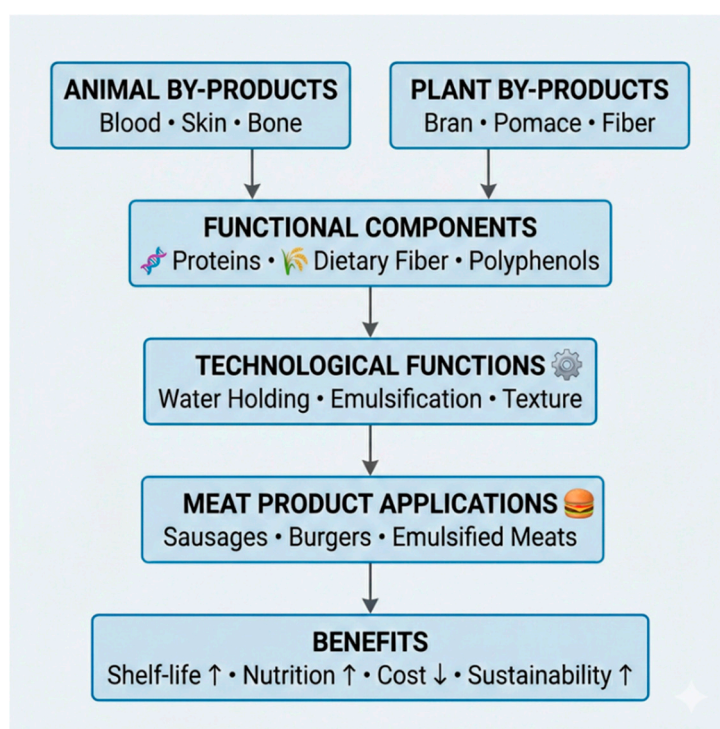 ANIMAL BY-PRODUCTS
Blood • Skin • Bone
PLANT BY-PRODUCTS
Bran • Pomace • Fiber
FUNCTIONAL COMPONENTS
🧬 Proteins • 🌾 Dietary Fiber • Polyphenols
TECHNOLOGICAL FUNCTIONS ⚙️
Water Holding • Emulsification • Texture
MEAT PRODUCT APPLICATIONS 🍔
Sausages • Burgers • Emulsified Meats
BENEFITS
Shelf-life ↑ • Nutrition ↑ • Cost ↓ • Sustainability ↑